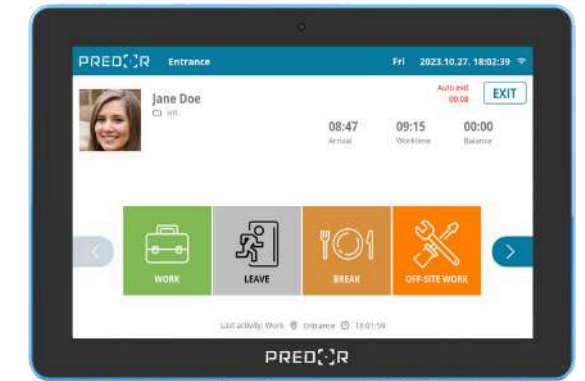 PRED[·]R Entrance Fri 2023.10.27. 18:02:39
Jane Doe
HR
Auto exit
00:08
EXIT
08:47 09:15 00:00
Arrival Worktime Balance
WORK LEAVE BREAK OFF-SITE WORK
Last activity: Work Entrance 18:01:59
PRED[·]R